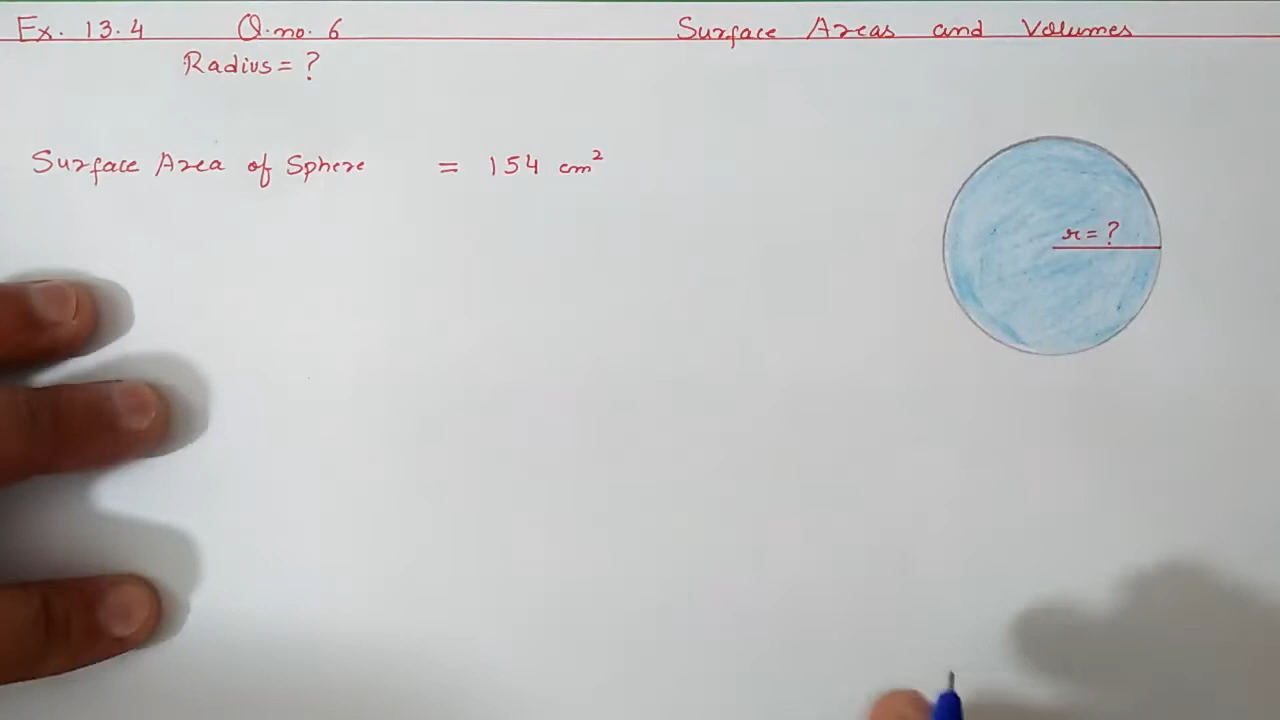 Ex. 13.4 Q.no. 6 Surface Areas and Volumes
Radius = ?
Surface Area of Sphere = 154 cm²
r = ?